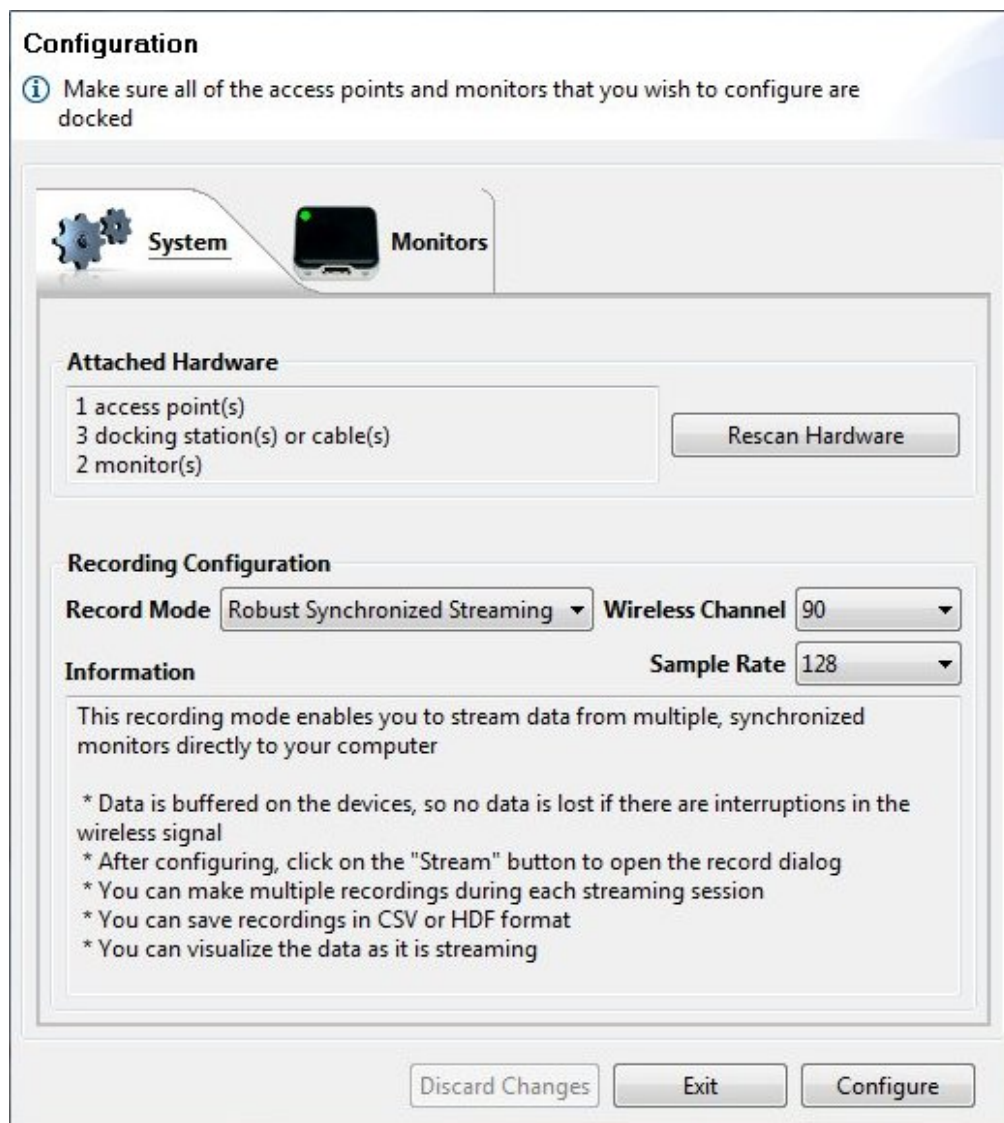 Configuration
Make sure all of the access points and monitors that you wish to configure are
docked
System
Monitors
Attached Hardware
1 access point(s)
3 docking station(s) or cable(s)
2 monitor(s)
Rescan Hardware
Recording Configuration
Record Mode Robust Synchronized Streaming Wireless Channel 90
Sample Rate 128
Information
This recording mode enables you to stream data from multiple, synchronized
monitors directly to your computer
* Data is buffered on the devices, so no data is lost if there are interruptions in the
wireless signal
* After configuring, click on the "Stream" button to open the record dialog
* You can make multiple recordings during each streaming session
* You can save recordings in CSV or HDF format
* You can visualize the data as it is streaming
Discard Changes Exit Configure